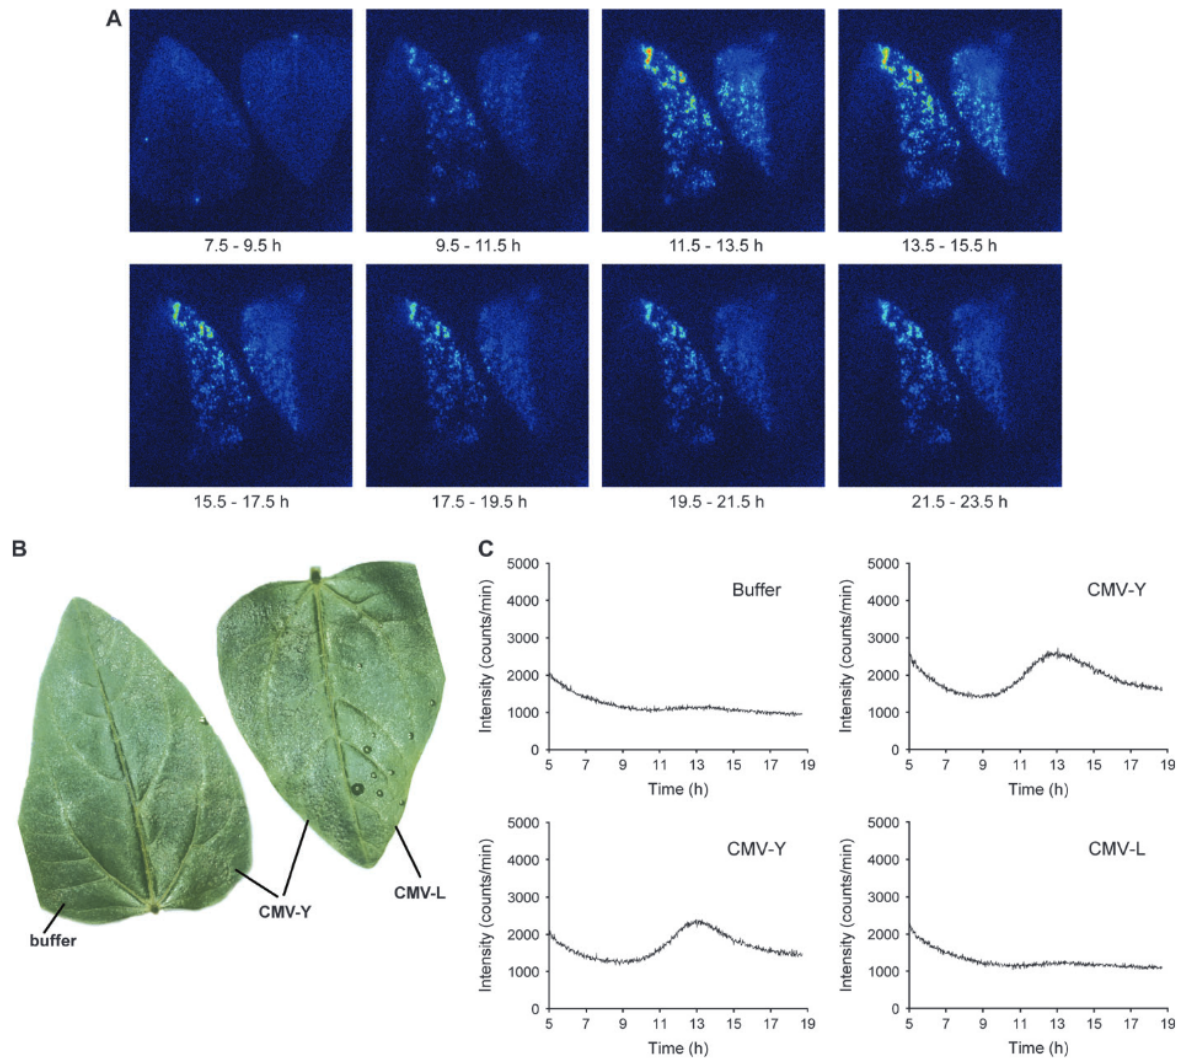 A
7.5 - 9.5 h
9.5 - 11.5 h
11.5 - 13.5 h
13.5 - 15.5 h
15.5 - 17.5 h
17.5 - 19.5 h
19.5 - 21.5 h
21.5 - 23.5 h
B
buffer
CMV-Y
CMV-L
C
Buffer
Intensity (counts/min)
5000
4000
3000
2000
1000
0
5 7 9 11 13 15 17 19
Time (h)
CMV-Y
Intensity (counts/min)
5000
4000
3000
2000
1000
0
5 7 9 11 13 15 17 19
Time (h)
CMV-Y
Intensity (counts/min)
5000
4000
3000
2000
1000
0
5 7 9 11 13 15 17 19
Time (h)
CMV-L
Intensity (counts/min)
5000
4000
3000
2000
1000
0
5 7 9 11 13 15 17 19
Time (h)